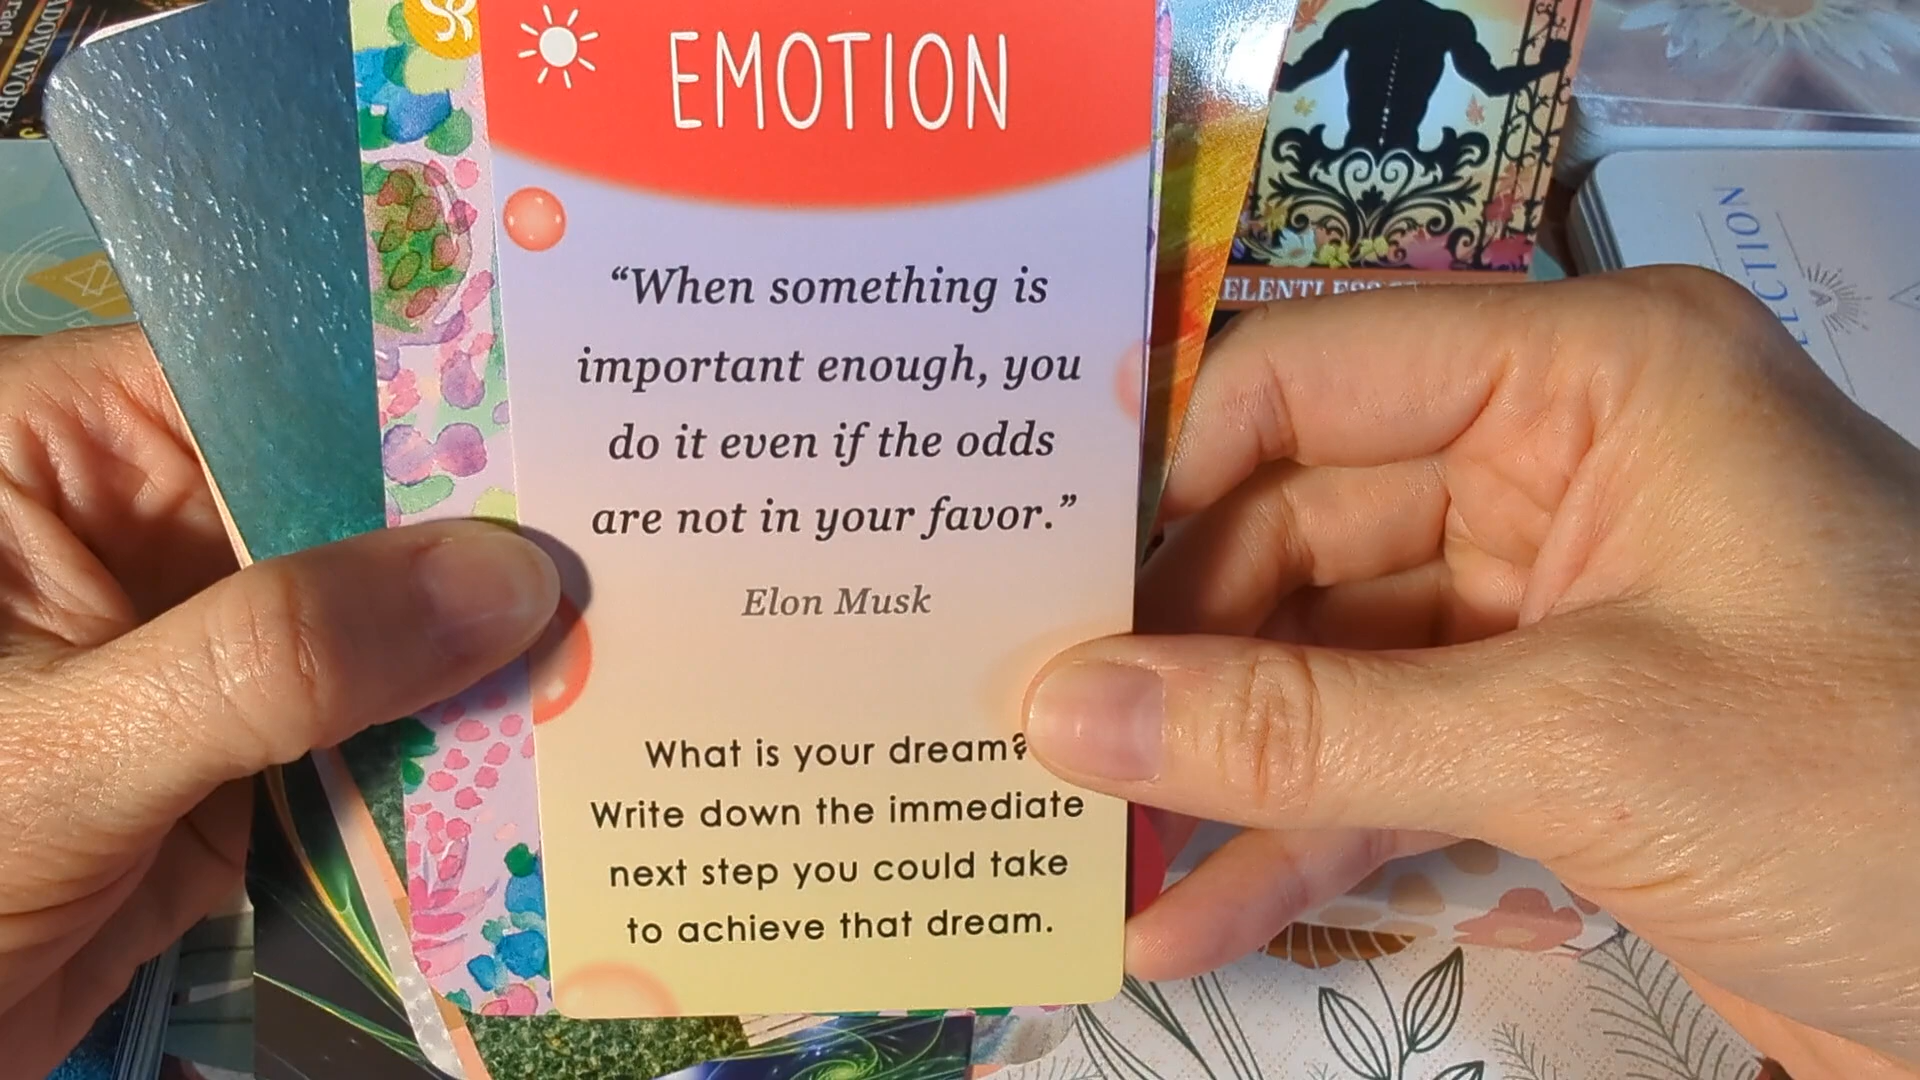 EMOTION
“When something is
important enough, you
do it even if the odds
are not in your favor.”
Elon Musk
What is your dream?
Write down the immediate
next step you could take
to achieve that dream.